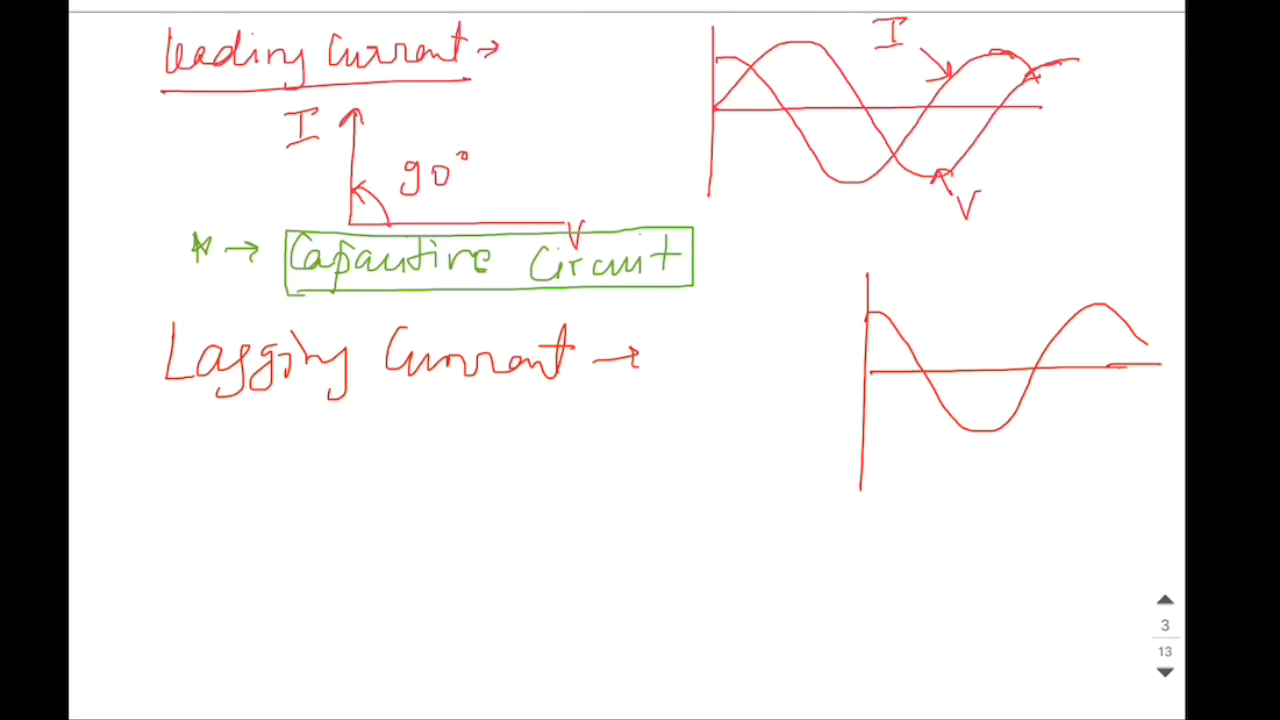 Leading Current →
I
I
90°
V
V
* → Capacitive Circuit
Lagging Current →
3
13